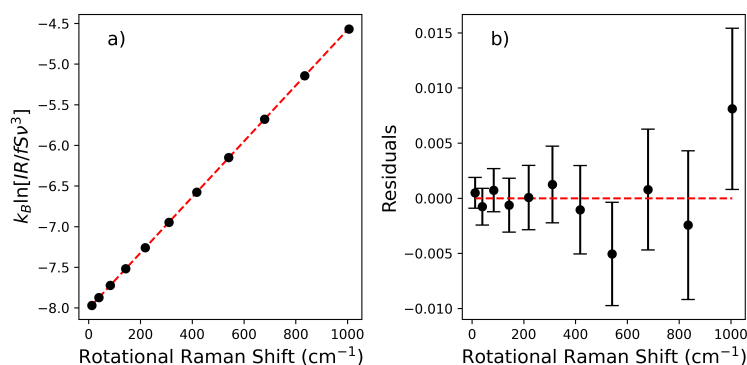 a)
−4.5
−5.0
−5.5
−6.0
−6.5
−7.0
−7.5
−8.0
k_B ln[IR/fSν³]
0 200 400 600 800 1000
Rotational Raman Shift (cm⁻¹)
b)
0.015
0.010
0.005
0.000
−0.005
−0.010
Residuals
0 200 400 600 800 1000
Rotational Raman Shift (cm⁻¹)